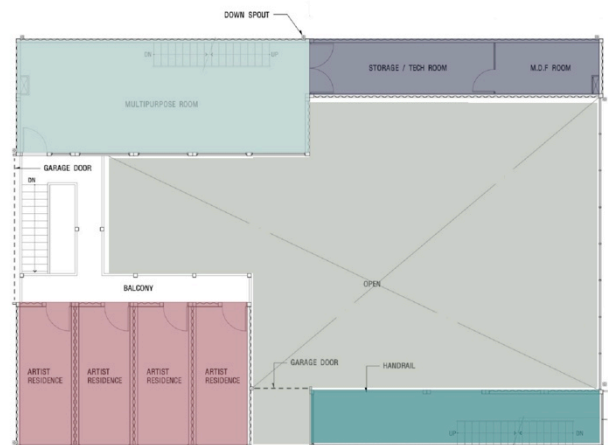 DOWN SPOUT
DN
UP
STORAGE / TECH ROOM
M.D.F ROOM
MULTIPURPOSE ROOM
GARAGE DOOR
DN
OPEN
BALCONY
GARAGE DOOR
HANDRAIL
ARTIST
RESIDENCE
ARTIST
RESIDENCE
ARTIST
RESIDENCE
ARTIST
RESIDENCE
UP
DN